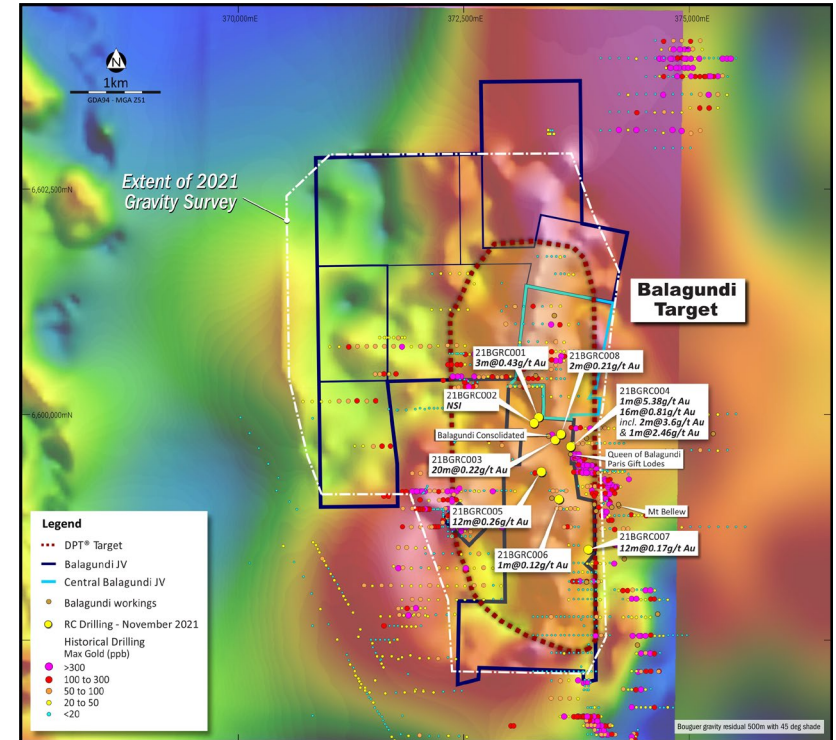 370,000mE
372,500mE
375,000mE
N
1km
GDA94 - MGA Z51
6,602,500mN
Extent of 2021
Gravity Survey
Balagundi
Target
21BGRC001
3m@0.43g/t Au
21BGRC008
2m@0.21g/t Au
21BGRC002
NSI
21BGRC004
1m@5.38g/t Au
16m@0.81g/t Au
incl. 2m@3.6g/t Au
& 1m@2.46g/t Au
6,600,000mN
Balagundi Consolidated
Queen of Balagundi
Paris Gift Lodes
21BGRC003
20m@0.22g/t Au
Mt Bellew
21BGRC005
12m@0.26g/t Au
21BGRC007
12m@0.17g/t Au
21BGRC006
1m@0.12g/t Au
Legend
DPT® Target
Balagundi JV
Central Balagundi JV
Balagundi workings
RC Drilling - November 2021
Historical Drilling
Max Gold (ppb)
>300
100 to 300
50 to 100
20 to 50
<20
Bouguer gravity residual 500m with 45 deg shade